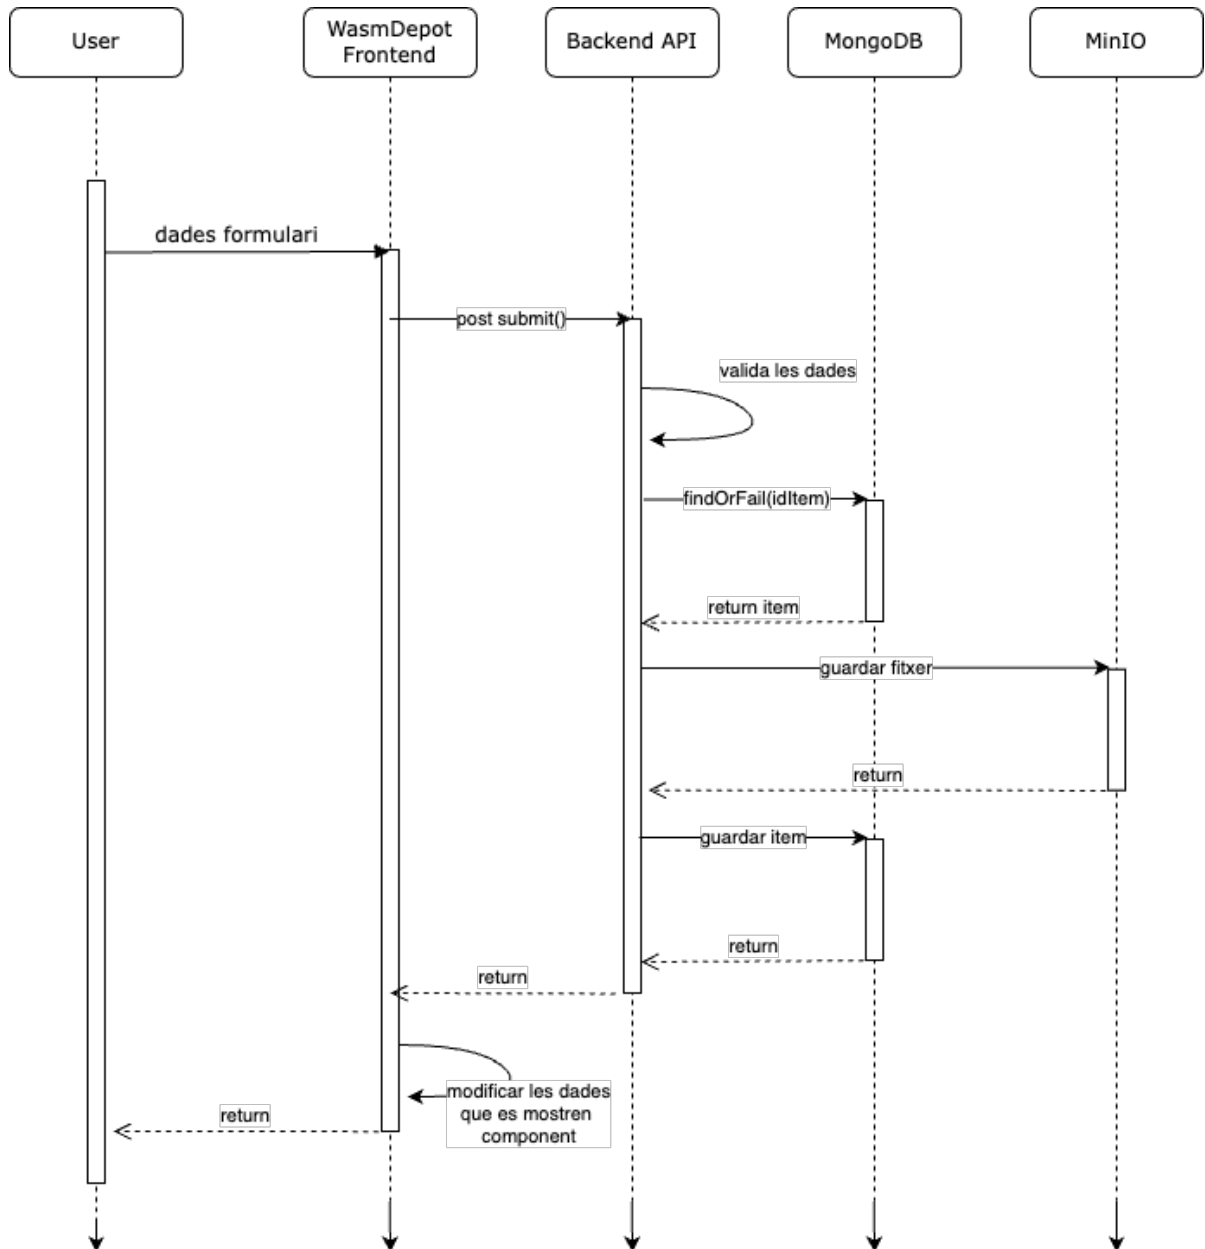 User
WasmDepot
Frontend
Backend API
MongoDB
MinIO
dades formulari
post submit()
valida les dades
findOrFail(idItem)
return item
guardar fitxer
return
guardar item
return
return
modificar les dades
que es mostren
component
return